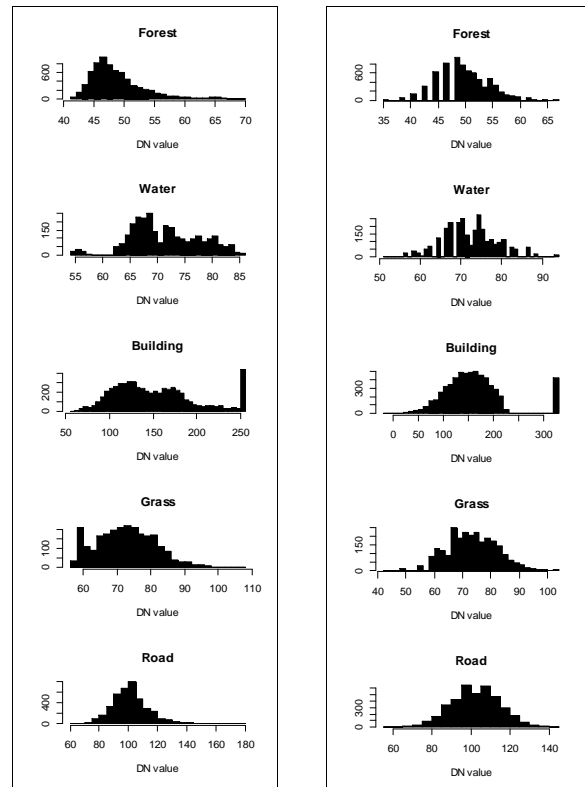 Forest
0 600
40 45 50 55 60 65 70
DN value
Water
0 150
55 60 65 70 75 80 85
DN value
Building
0 200
50 100 150 200 250
DN value
Grass
0 100
60 70 80 90 100 110
DN value
Road
0 400
60 80 100 120 140 160 180
DN value
Forest
0 600
35 40 45 50 55 60 65
DN value
Water
0 150
50 60 70 80 90
DN value
Building
0 300
0 50 100 150 200 300
DN value
Grass
0 150
40 50 60 70 80 90 100
DN value
Road
0 300
60 80 100 120 140
DN value